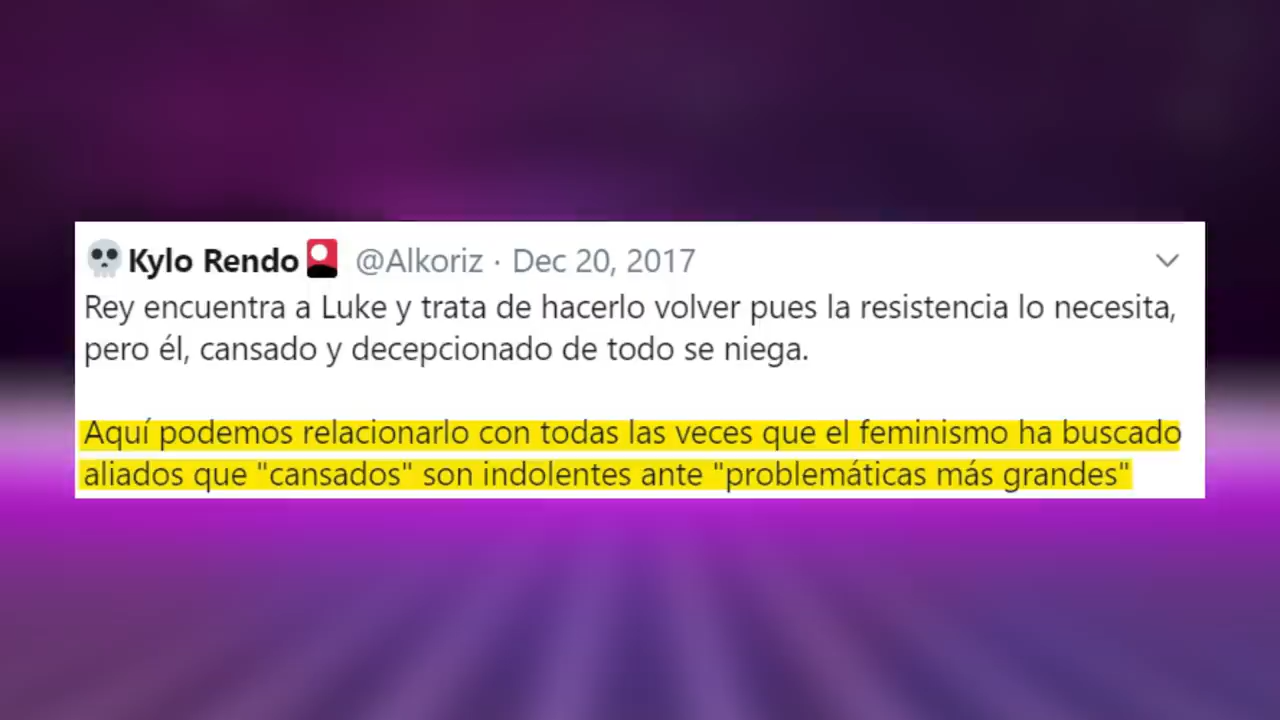 💀Kylo Rendo🎴 @Alkoriz · Dec 20, 2017
Rey encuentra a Luke y trata de hacerlo volver pues la resistencia lo necesita,
pero él, cansado y decepcionado de todo se niega.
Aquí podemos relacionarlo con todas las veces que el feminismo ha buscado
aliados que "cansados" son indolentes ante "problemáticas más grandes"